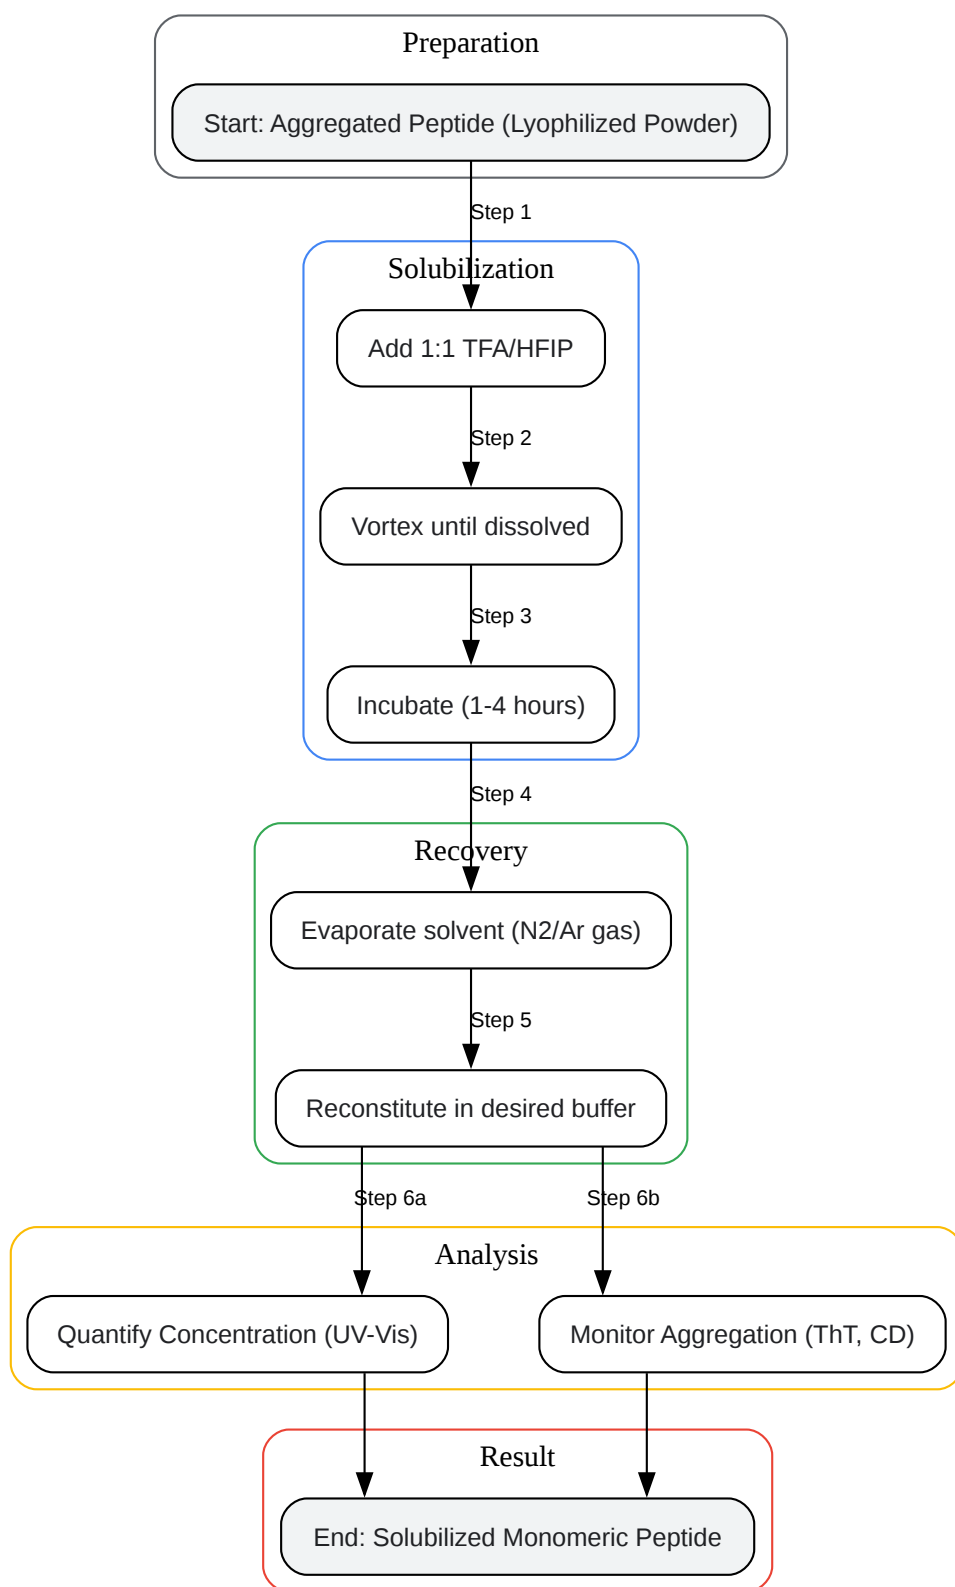 Preparation
Start: Aggregated Peptide (Lyophilized Powder)
Step 1
Solubilization
Add 1:1 TFA/HFIP
Step 2
Vortex until dissolved
Step 3
Incubate (1-4 hours)
Step 4
Recovery
Evaporate solvent (N2/Ar gas)
Step 5
Reconstitute in desired buffer
Step 6a
Step 6b
Analysis
Quantify Concentration (UV-Vis)
Monitor Aggregation (ThT, CD)
Result
End: Solubilized Monomeric Peptide